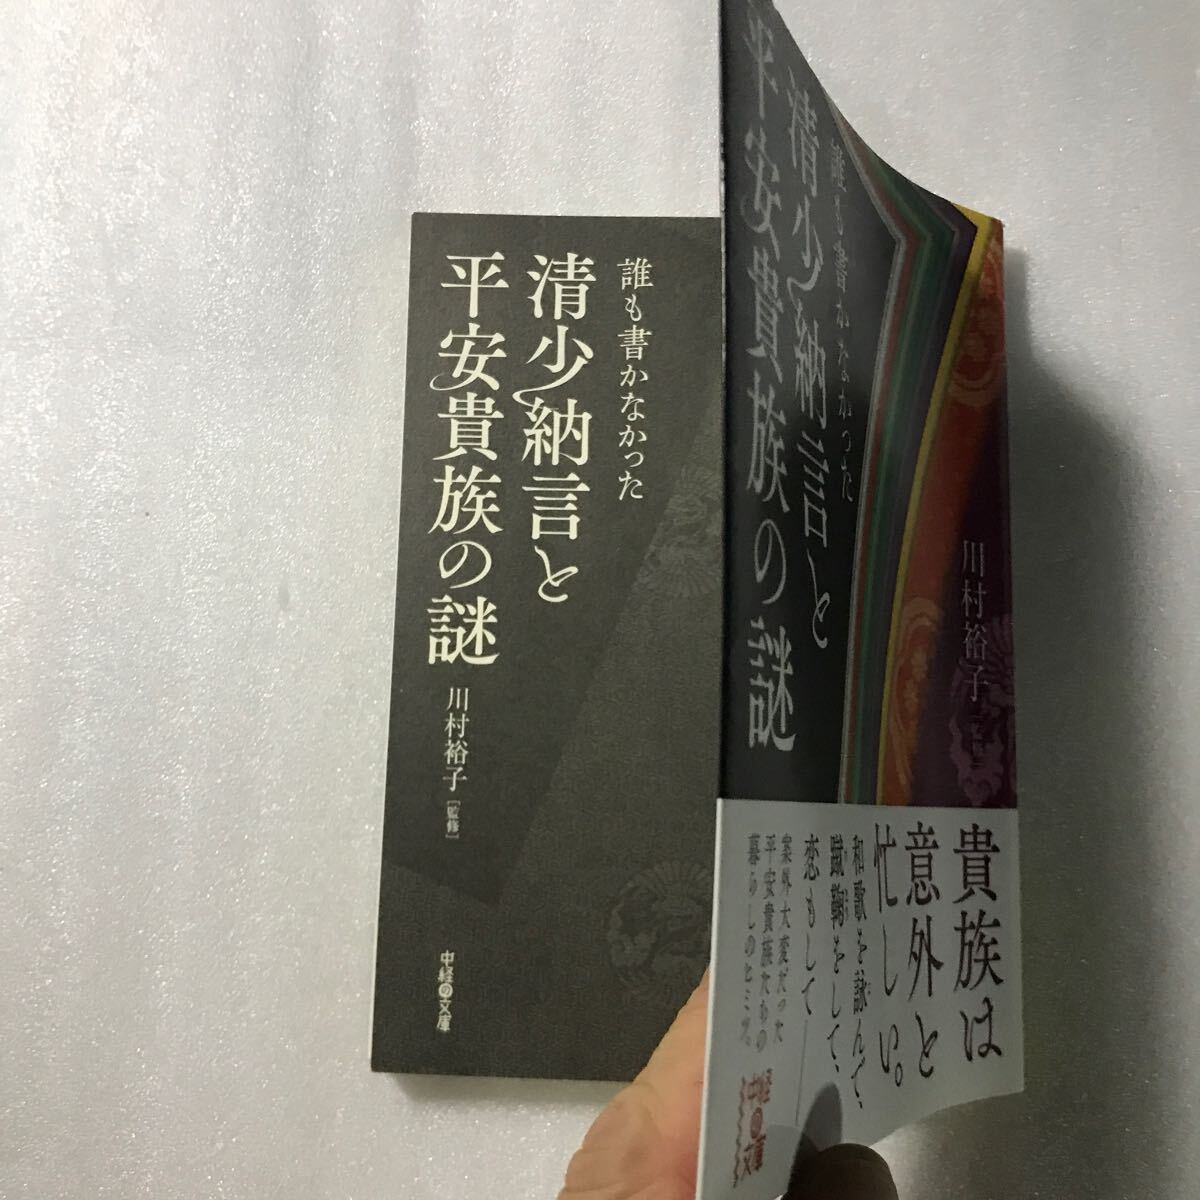 誰も書かなかった
清少納言と
平安貴族の謎
川村裕子
[監修]
中経の文庫
誰も書かなかった
清少納言と
平安貴族の謎
川村裕子
貴族は
意外と
忙しい。
和歌を詠んで、
蹴鞠をして、
恋もして
案外大変だった
平安貴族たちの
暮らしのヒミツ。
中経の文庫